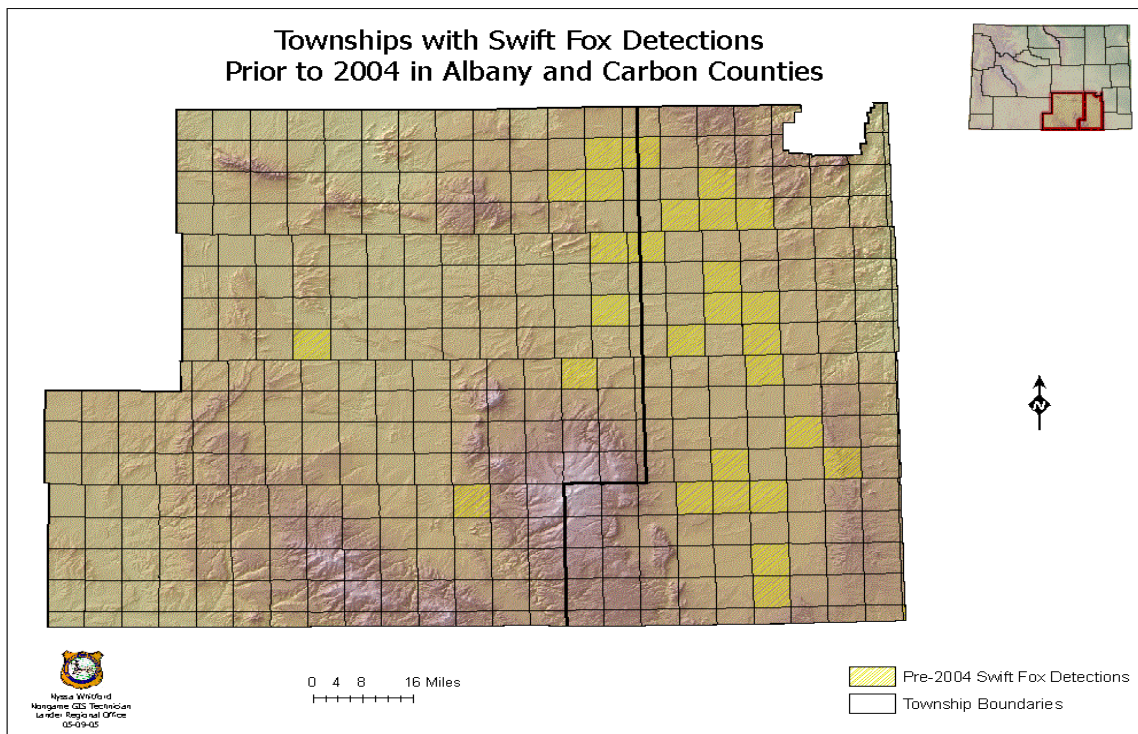 Townships with Swift Fox Detections
Prior to 2004 in Albany and Carbon Counties
N
Nyssa Whitford
Nongame GIS Technician
Lander Regional Office
05-09-05
0 4 8 16 Miles
Pre-2004 Swift Fox Detections
Township Boundaries